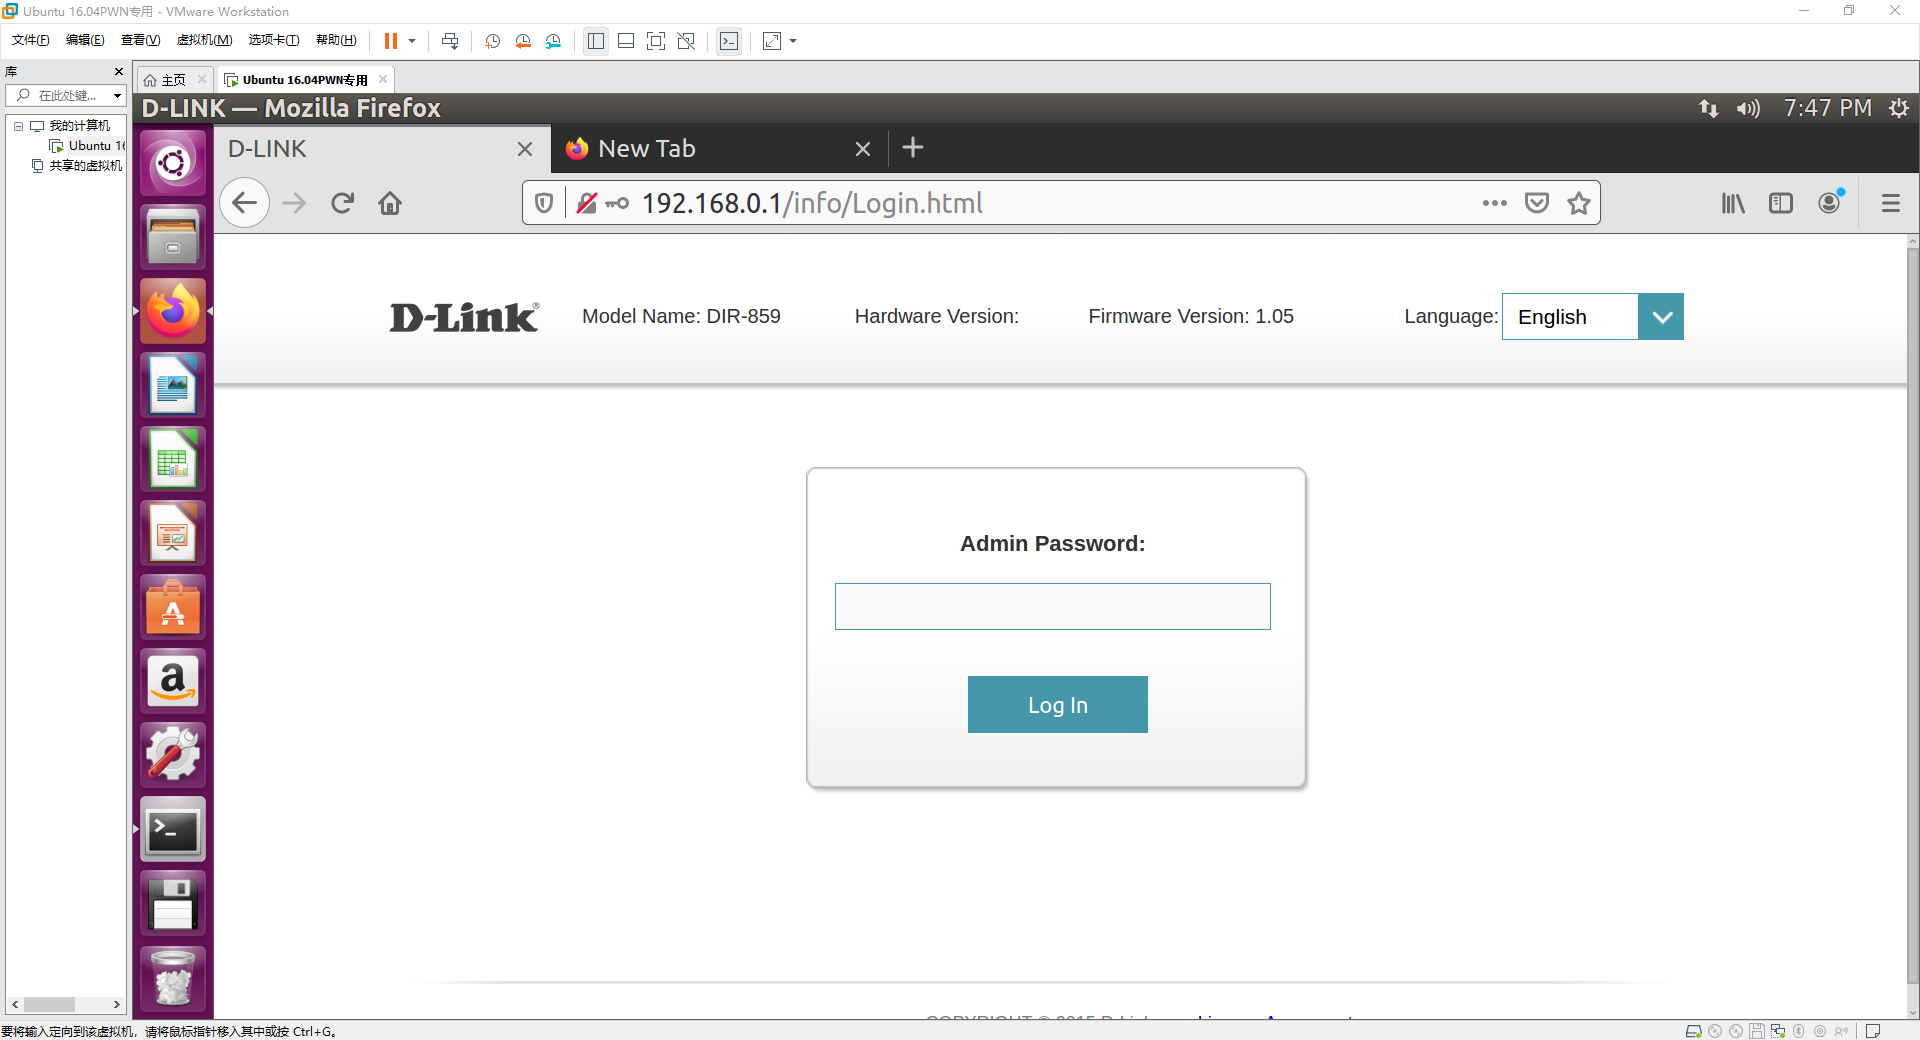 Ubuntu 16.04PWN专用 - VMware Workstation
文件(F) 编辑(E) 查看(V) 虚拟机(M) 选项卡(T) 帮助(H)
库
在此处键...
我的计算机
Ubuntu 16
共享的虚拟机
主页
Ubuntu 16.04PWN专用
D-LINK — Mozilla Firefox
7:47 PM
D-LINK
New Tab
192.168.0.1/info/Login.html
D-Link®
Model Name: DIR-859
Hardware Version:
Firmware Version: 1.05
Language: English
Admin Password:
Log In
COPYRIGHT © 2015 D-Link
要将输入定向到该虚拟机，请将鼠标指针移入其中或按 Ctrl+G。